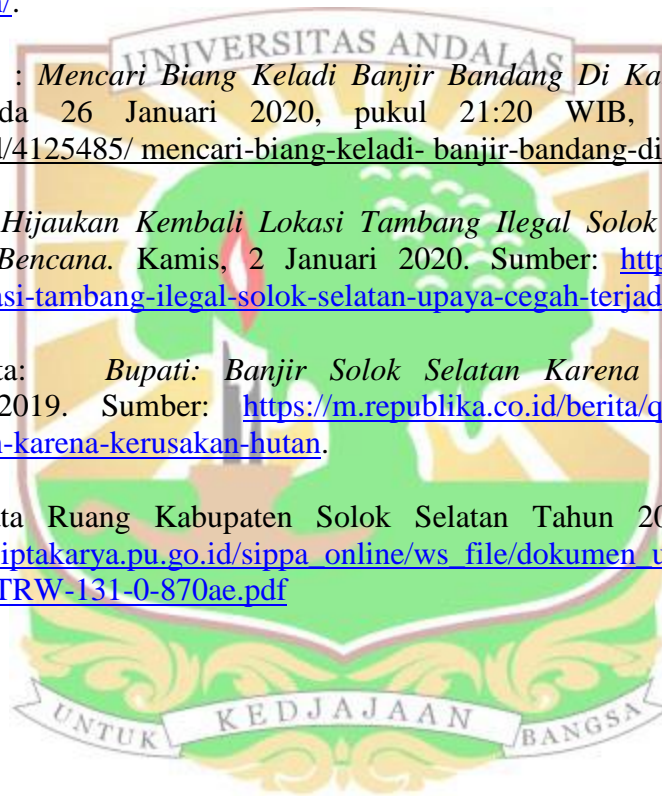 /.
UNIVERSITAS ANDALAS
: Mencari Biang Keladi Banjir Bandang Di Ka
da 26 Januari 2020, pukul 21:20 WIB,
l/4125485/ mencari-biang-keladi- banjir-bandang-di
Hijaukan Kembali Lokasi Tambang Ilegal Solok
Bencana. Kamis, 2 Januari 2020. Sumber: http
asi-tambang-ilegal-solok-selatan-upaya-cegah-terjad
ta: Bupati: Banjir Solok Selatan Karena
2019. Sumber: https://m.republika.co.id/berita/q
n-karena-kerusakan-hutan.
ta Ruang Kabupaten Solok Selatan Tahun 20
iptakarya.pu.go.id/sippa_online/ws_file/dokumen_u
TRW-131-0-870ae.pdf
UNTUK KEDJAJAAN BANGSA